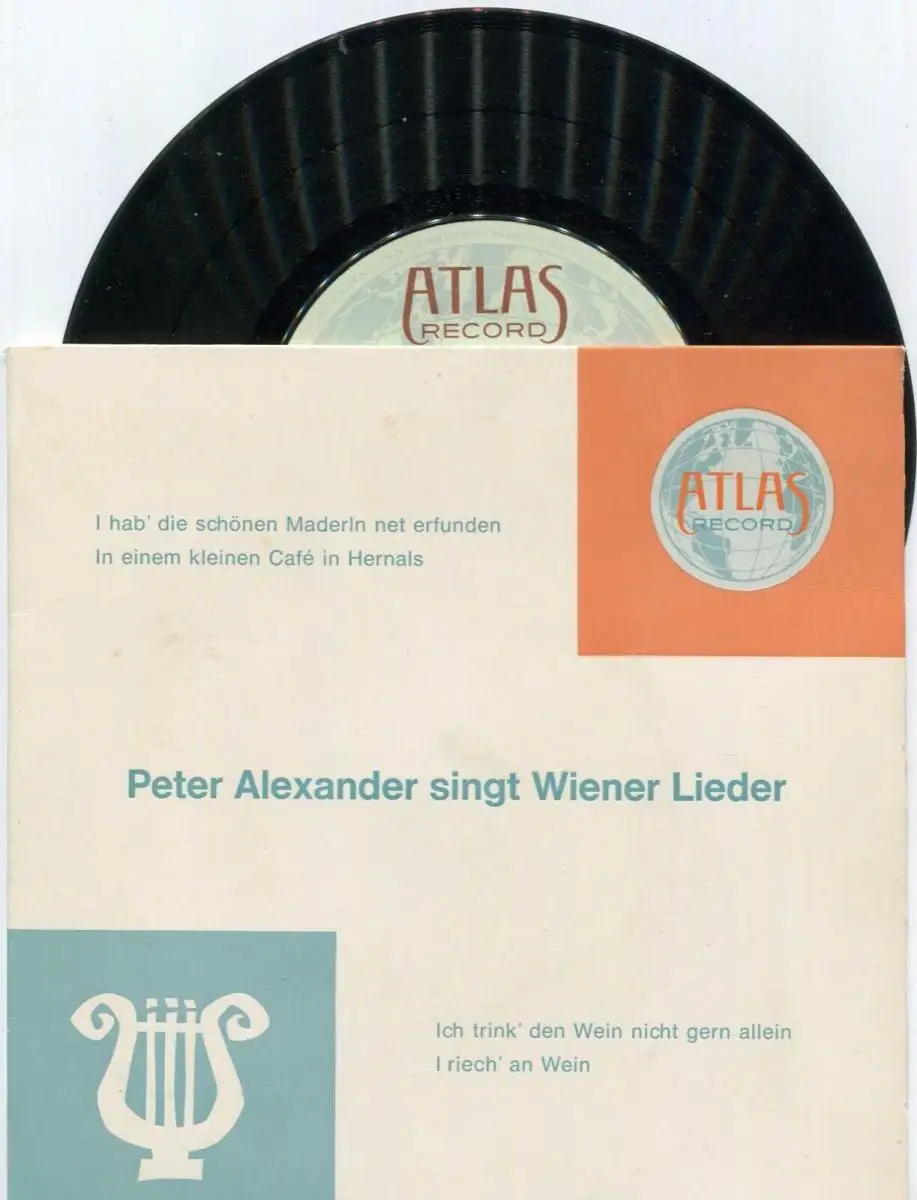 ATLAS
RECORD
ATLAS
RECORD
I hab' die schönen Maderln net erfunden
In einem kleinen Café in Hernals
Peter Alexander singt Wiener Lieder
Ich trink' den Wein nicht gern allein
I riech' an Wein